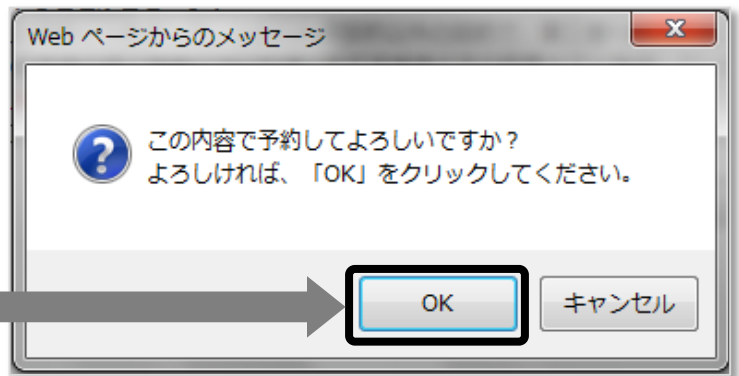 Web ページからのメッセージ
この内容で予約してよろしいですか？
よろしければ、「OK」をクリックしてください。
OK
キャンセル